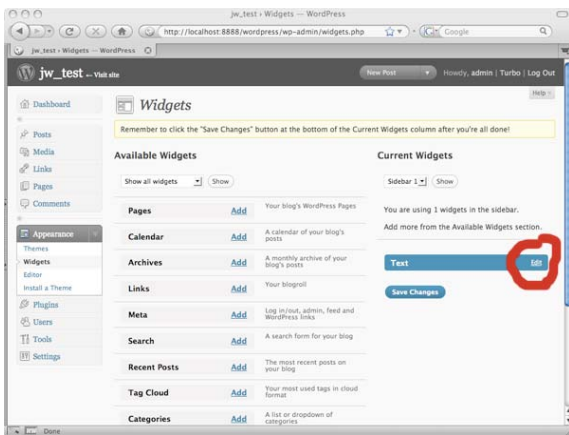 jw_test › Widgets — WordPress
http://localhost:8888/wordpress/wp-admin/widgets.php
Google
jw_test › Widgets — WordPress
jw_test ← Visit site
New Post
Howdy, admin | Turbo | Log Out
Help
Dashboard
Posts
Media
Links
Pages
Comments
Appearance
Themes
Widgets
Editor
Install a Theme
Plugins
Users
Tools
Settings
Widgets
Remember to click the "Save Changes" button at the bottom of the Current Widgets column after you're all done!
Available Widgets
Show all widgets Show
Pages Add Your blog's WordPress Pages
Calendar Add A calendar of your blog's
posts
Archives Add A monthly archive of your
blog's posts
Links Add Your blogroll
Meta Add Log in/out, admin, feed and
WordPress links
Search Add A search form for your blog
Recent Posts Add The most recent posts on
your blog
Tag Cloud Add Your most used tags in cloud
format
Categories Add A list or dropdown of
categories
Current Widgets
Sidebar 1 Show
You are using 1 widgets in the sidebar.
Add more from the Available Widgets section.
Text Edit
Save Changes
Done